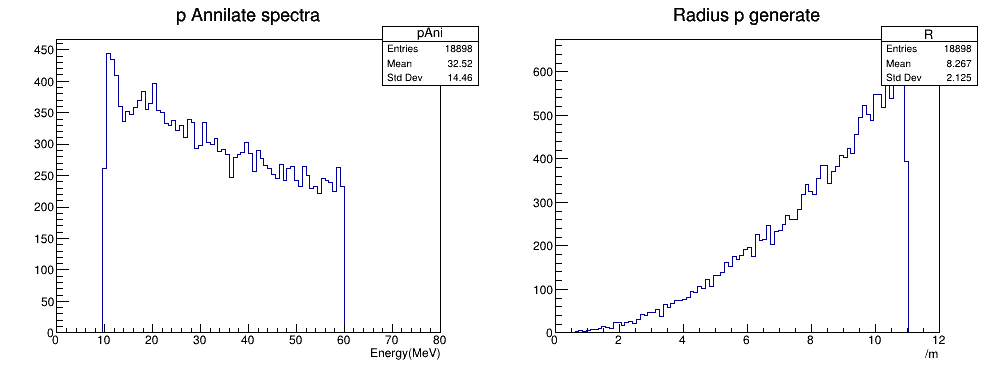 p Annilate spectra
pAni
Entries 18898
Mean 32.52
Std Dev 14.46
450
400
350
300
250
200
150
100
50
0
0 10 20 30 40 50 60 70 80
Energy(MeV)
Radius p generate
R
Entries 18898
Mean 8.267
Std Dev 2.125
600
500
400
300
200
100
0
0 2 4 6 8 10 12
/m